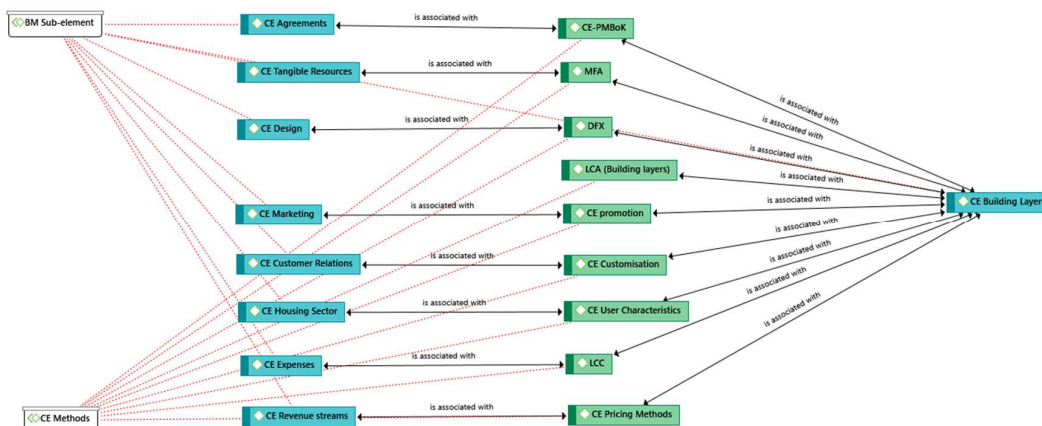 BM Sub-element
CE Agreements
is associated with
CE-PMBoK
CE Tangible Resources
is associated with
MFA
is associated with
is associated with
CE Design
is associated with
DFX
is associated with
LCA (Building layers)
is associated with
CE Marketing
is associated with
CE promotion
is associated with
CE Building Layer
CE Customer Relations
is associated with
CE Customisation
is associated with
is associated with
CE Housing Sector
is associated with
CE User Characteristics
is associated with
CE Expenses
is associated with
LCC
CE Methods
CE Revenue streams
is associated with
CE Pricing Methods